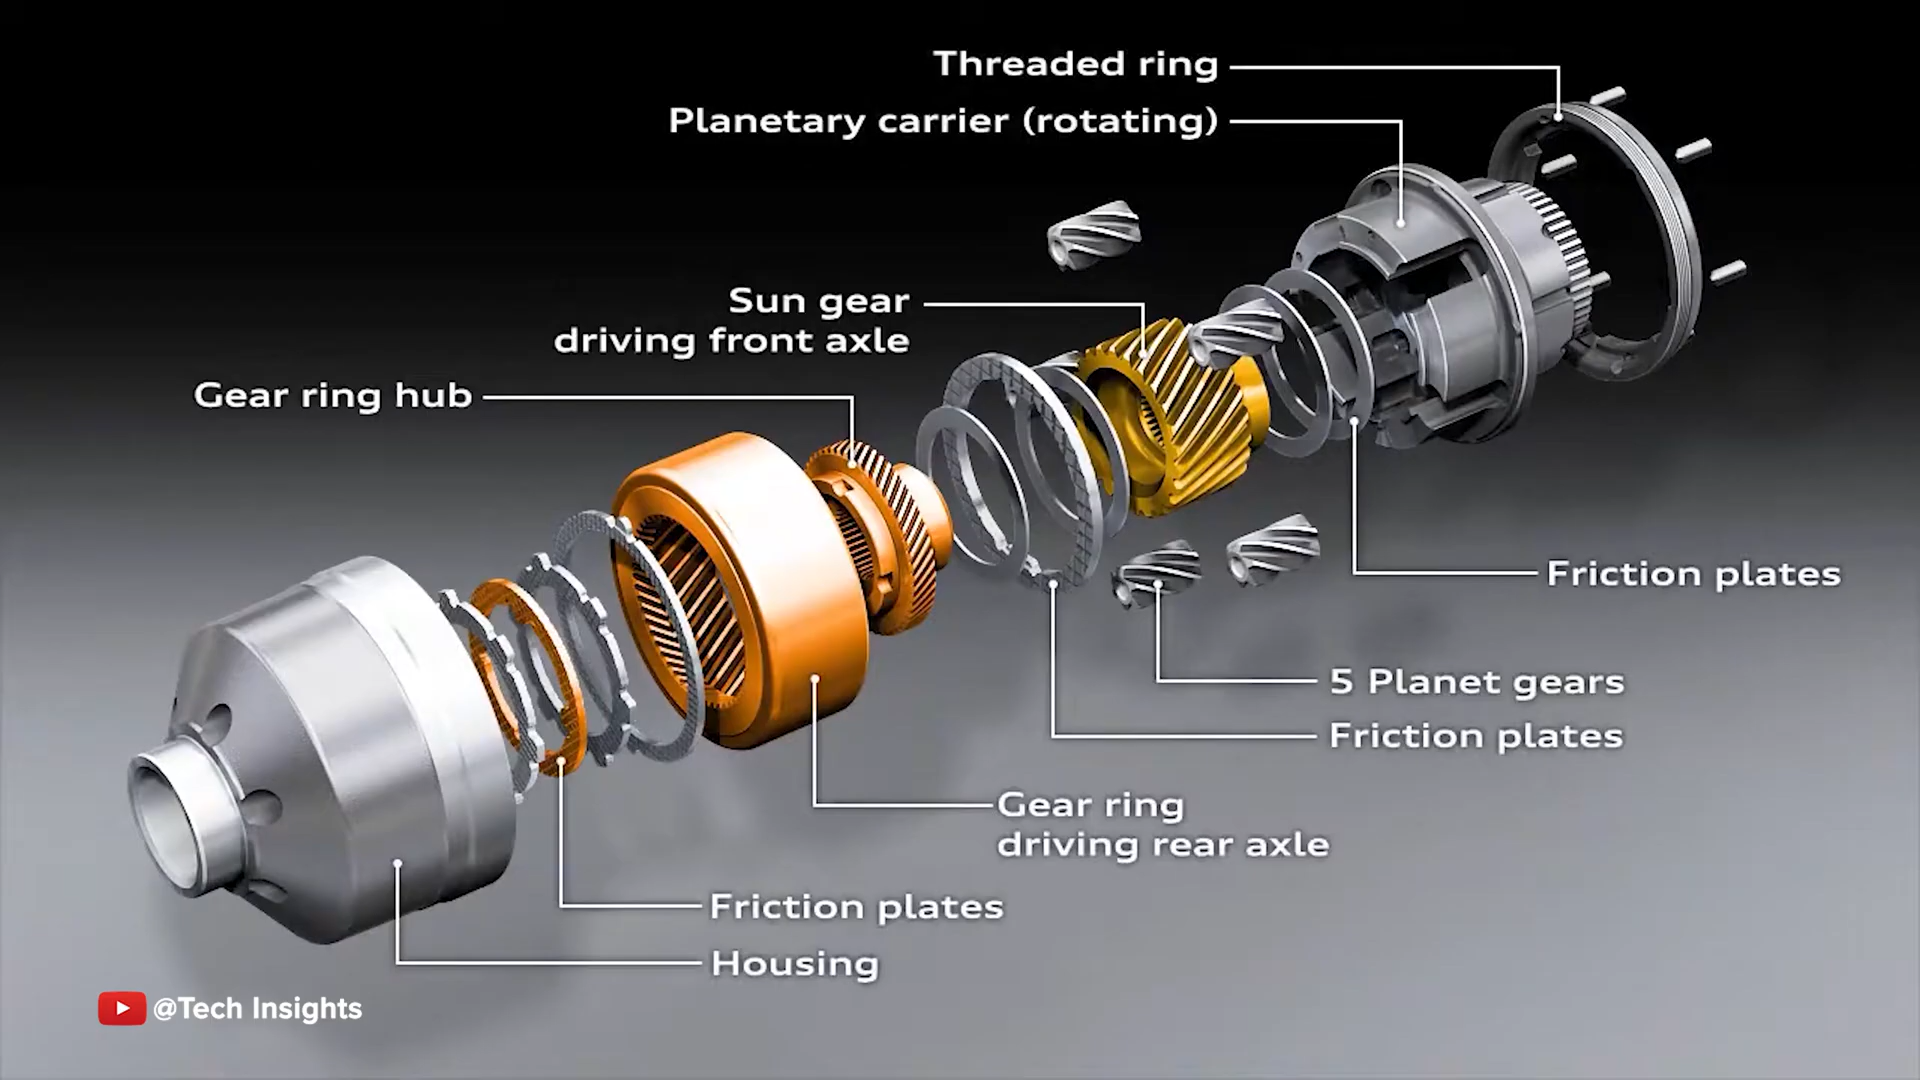 Threaded ring
Planetary carrier (rotating)
Sun gear
driving front axle
Gear ring hub
Friction plates
5 Planet gears
Friction plates
Gear ring
driving rear axle
Friction plates
Housing
@Tech Insights